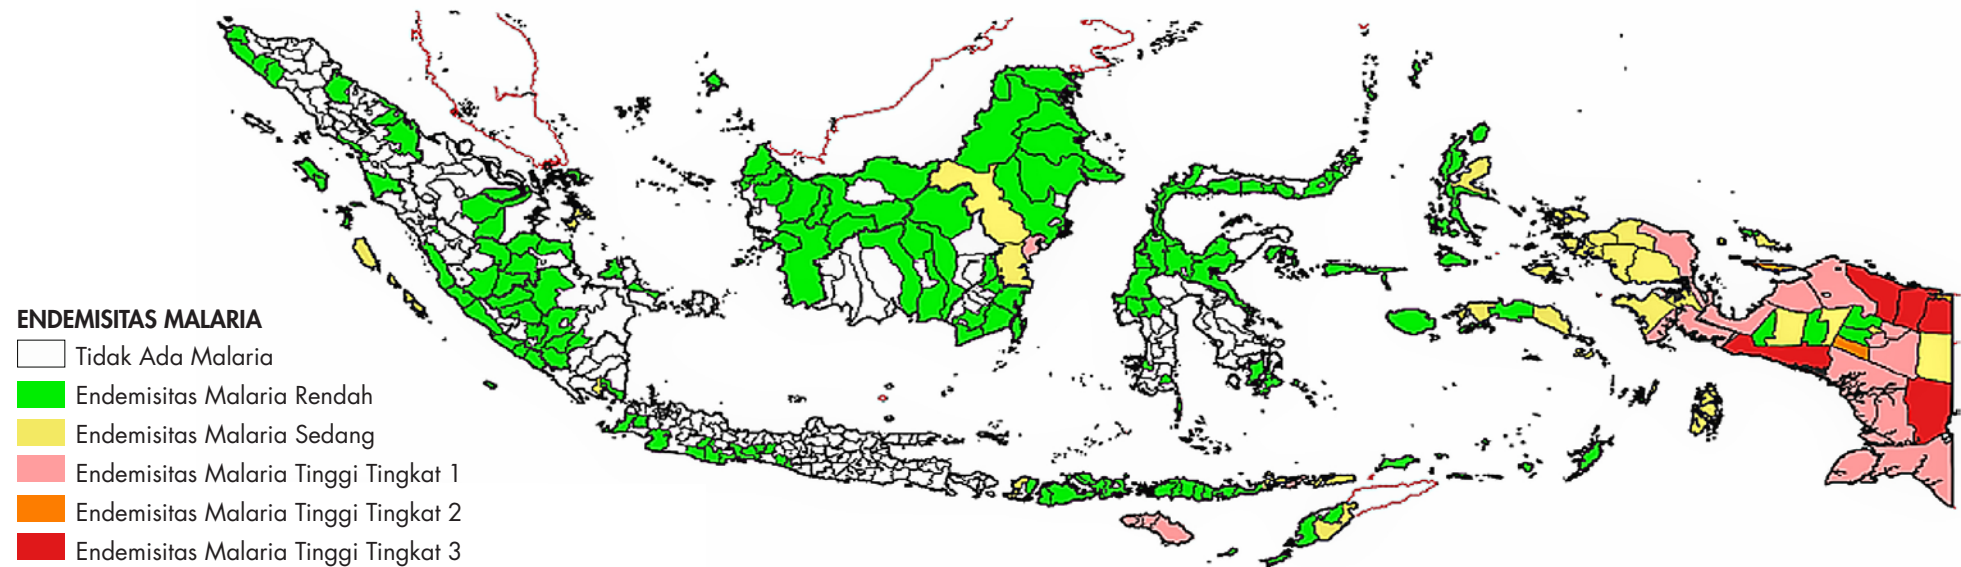 ENDEMISITAS MALARIA
Tidak Ada Malaria
Endemisitas Malaria Rendah
Endemisitas Malaria Sedang
Endemisitas Malaria Tinggi Tingkat 1
Endemisitas Malaria Tinggi Tingkat 2
Endemisitas Malaria Tinggi Tingkat 3